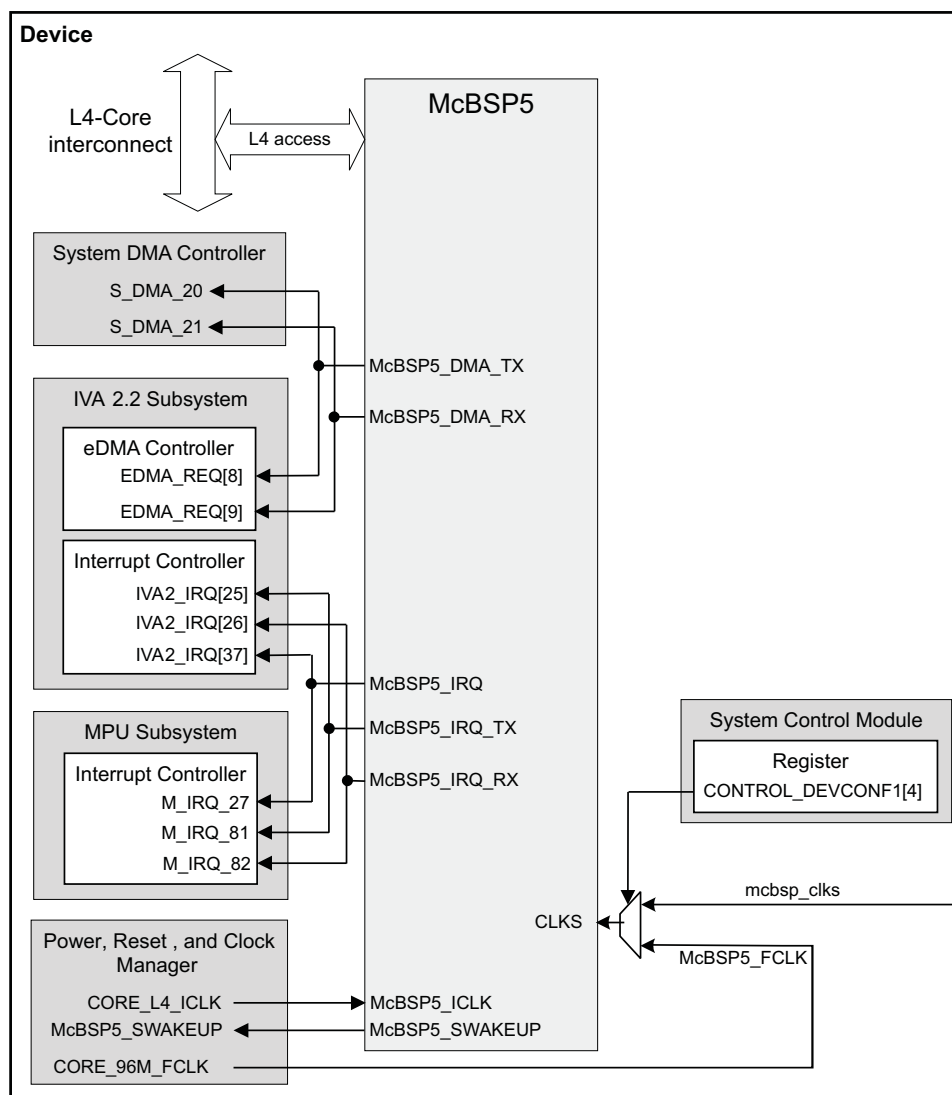 Device
McBSP5
L4-Core
interconnect
L4 access
System DMA Controller
S_DMA_20
S_DMA_21
McBSP5_DMA_TX
McBSP5_DMA_RX
IVA 2.2 Subsystem
eDMA Controller
EDMA_REQ[8]
EDMA_REQ[9]
Interrupt Controller
IVA2_IRQ[25]
IVA2_IRQ[26]
IVA2_IRQ[37]
McBSP5_IRQ
McBSP5_IRQ_TX
McBSP5_IRQ_RX
MPU Subsystem
Interrupt Controller
M_IRQ_27
M_IRQ_81
M_IRQ_82
System Control Module
Register
CONTROL_DEVCONF1[4]
mcbsp_clks
CLKS
McBSP5_FCLK
Power, Reset , and Clock
Manager
CORE_L4_ICLK
McBSP5_ICLK
McBSP5_SWAKEUP
McBSP5_SWAKEUP
CORE_96M_FCLK